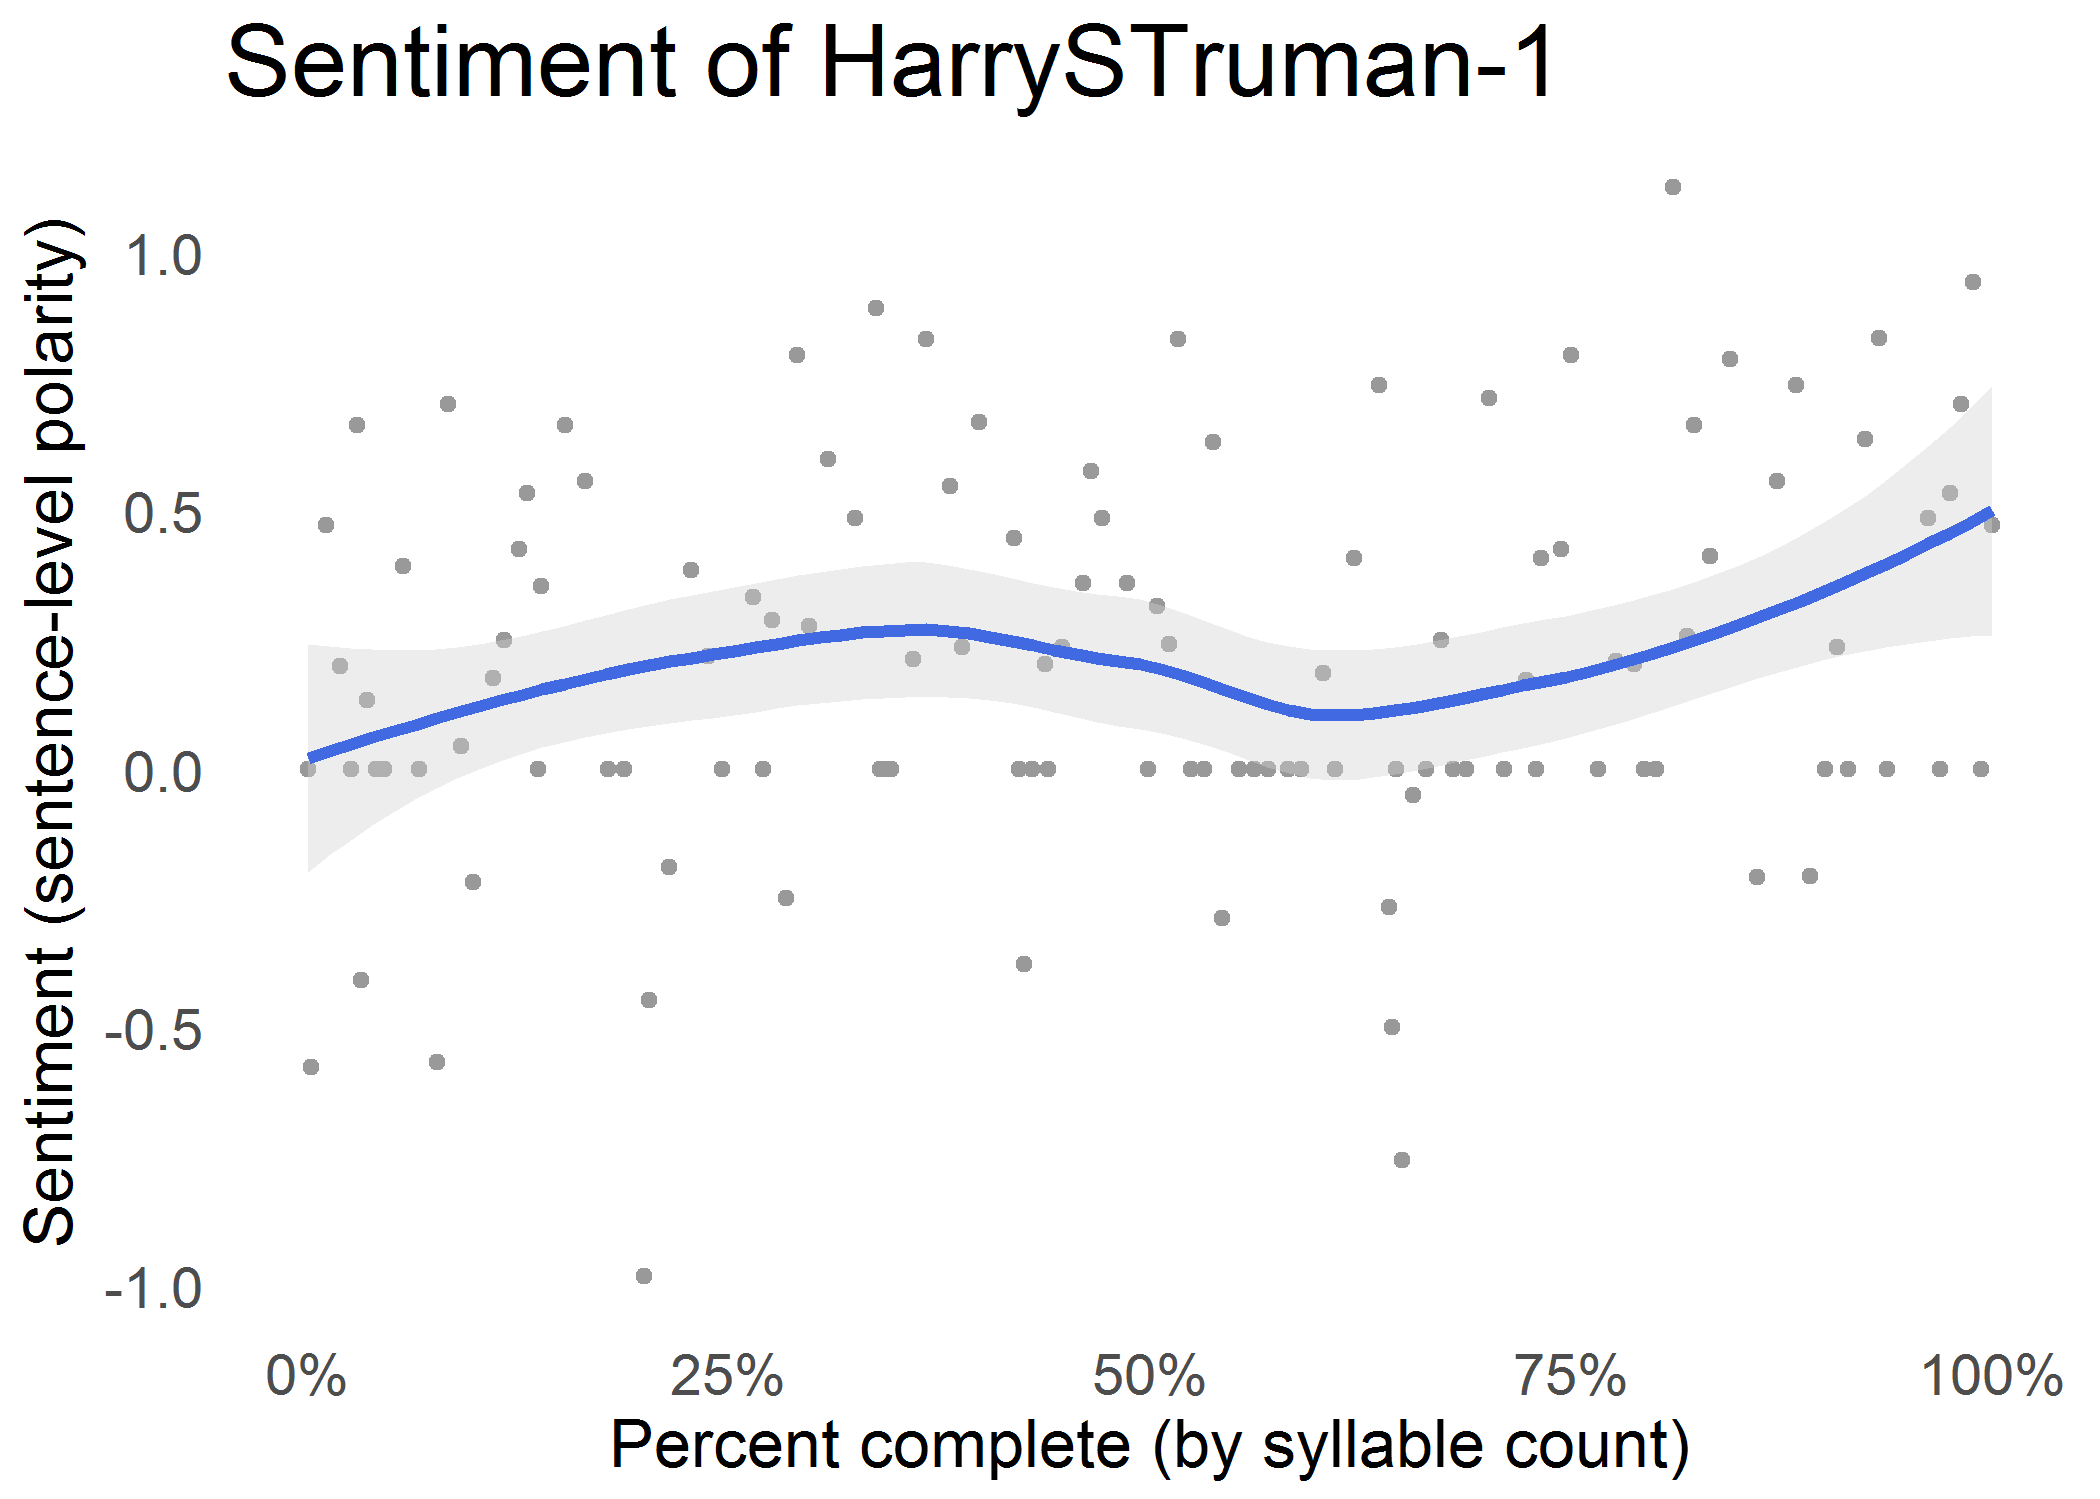 Sentiment of HarrySTruman-1
Sentiment (sentence-level polarity)
1.0
0.5
0.0
-0.5
-1.0
0% 25% 50% 75% 100%
Percent complete (by syllable count)